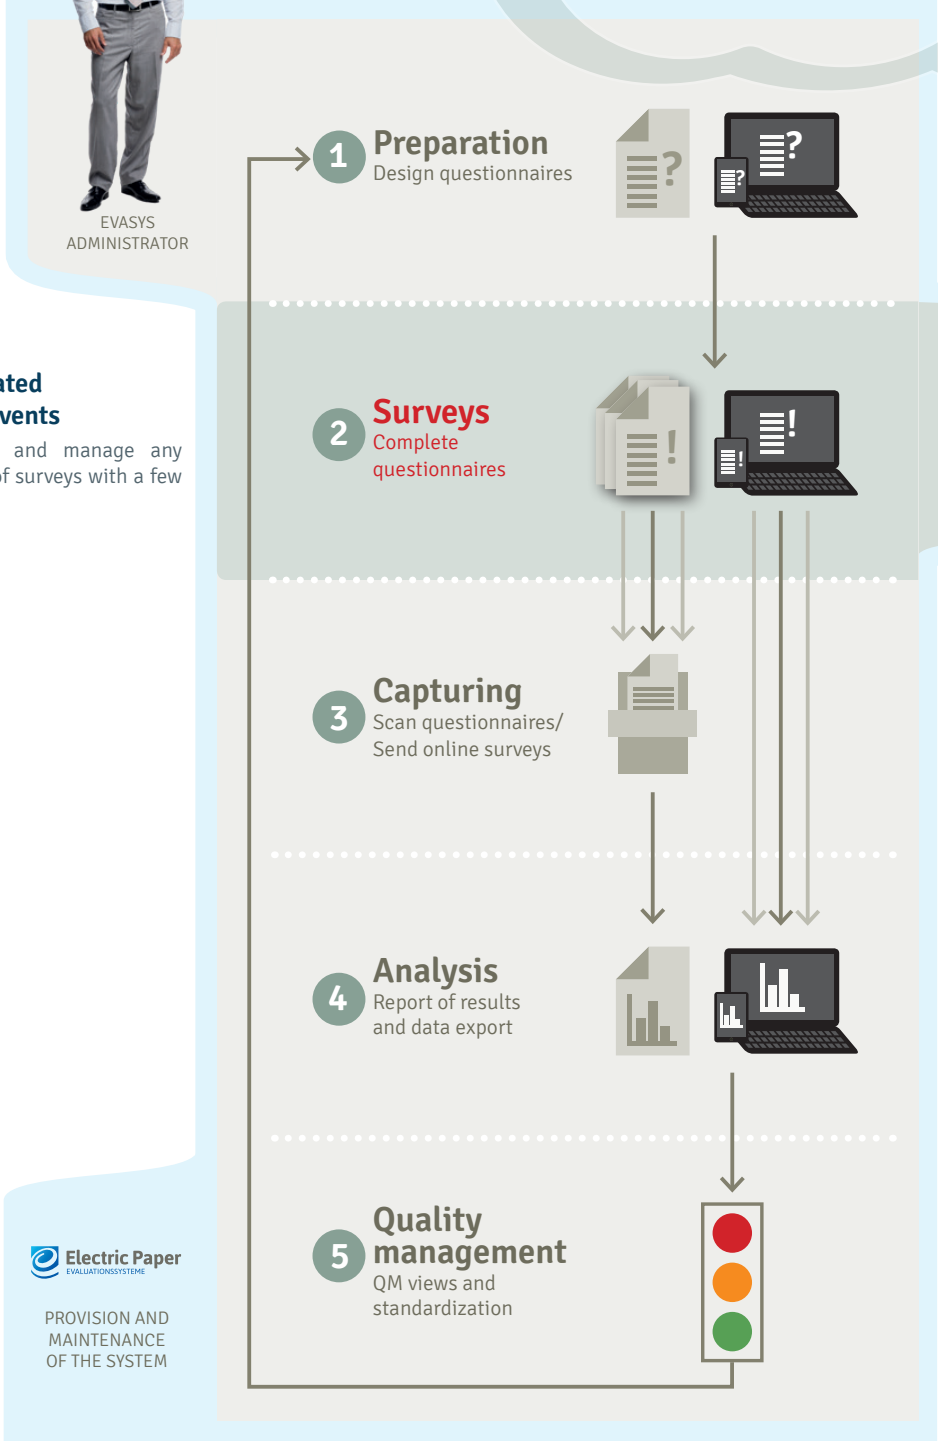 EVASYS
ADMINISTRATOR
1
Preparation
Design questionnaires
?
?
?
ated
vents
and manage any
of surveys with a few
2
Surveys
Complete
questionnaires
!
!
!
3
Capturing
Scan questionnaires/
Send online surveys
4
Analysis
Report of results
and data export
5
Quality
management
QM views and
standardization
Electric Paper
EVALUATIONSSYSTEME
PROVISION AND
MAINTENANCE
OF THE SYSTEM